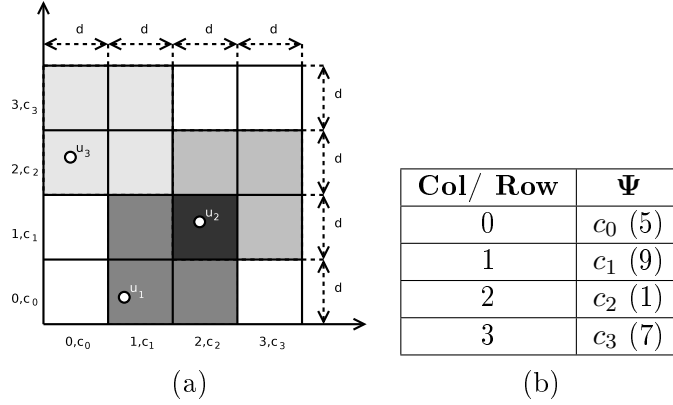 d d d d
3,c3
d
u3
2,c2
d
u2
1,c1
d
u1
0,c0
d
0,c0 1,c1 2,c2 3,c3
(a)
Col/ Row Ψ
0 c0 (5)
1 c1 (9)
2 c2 (1)
3 c3 (7)
(b)